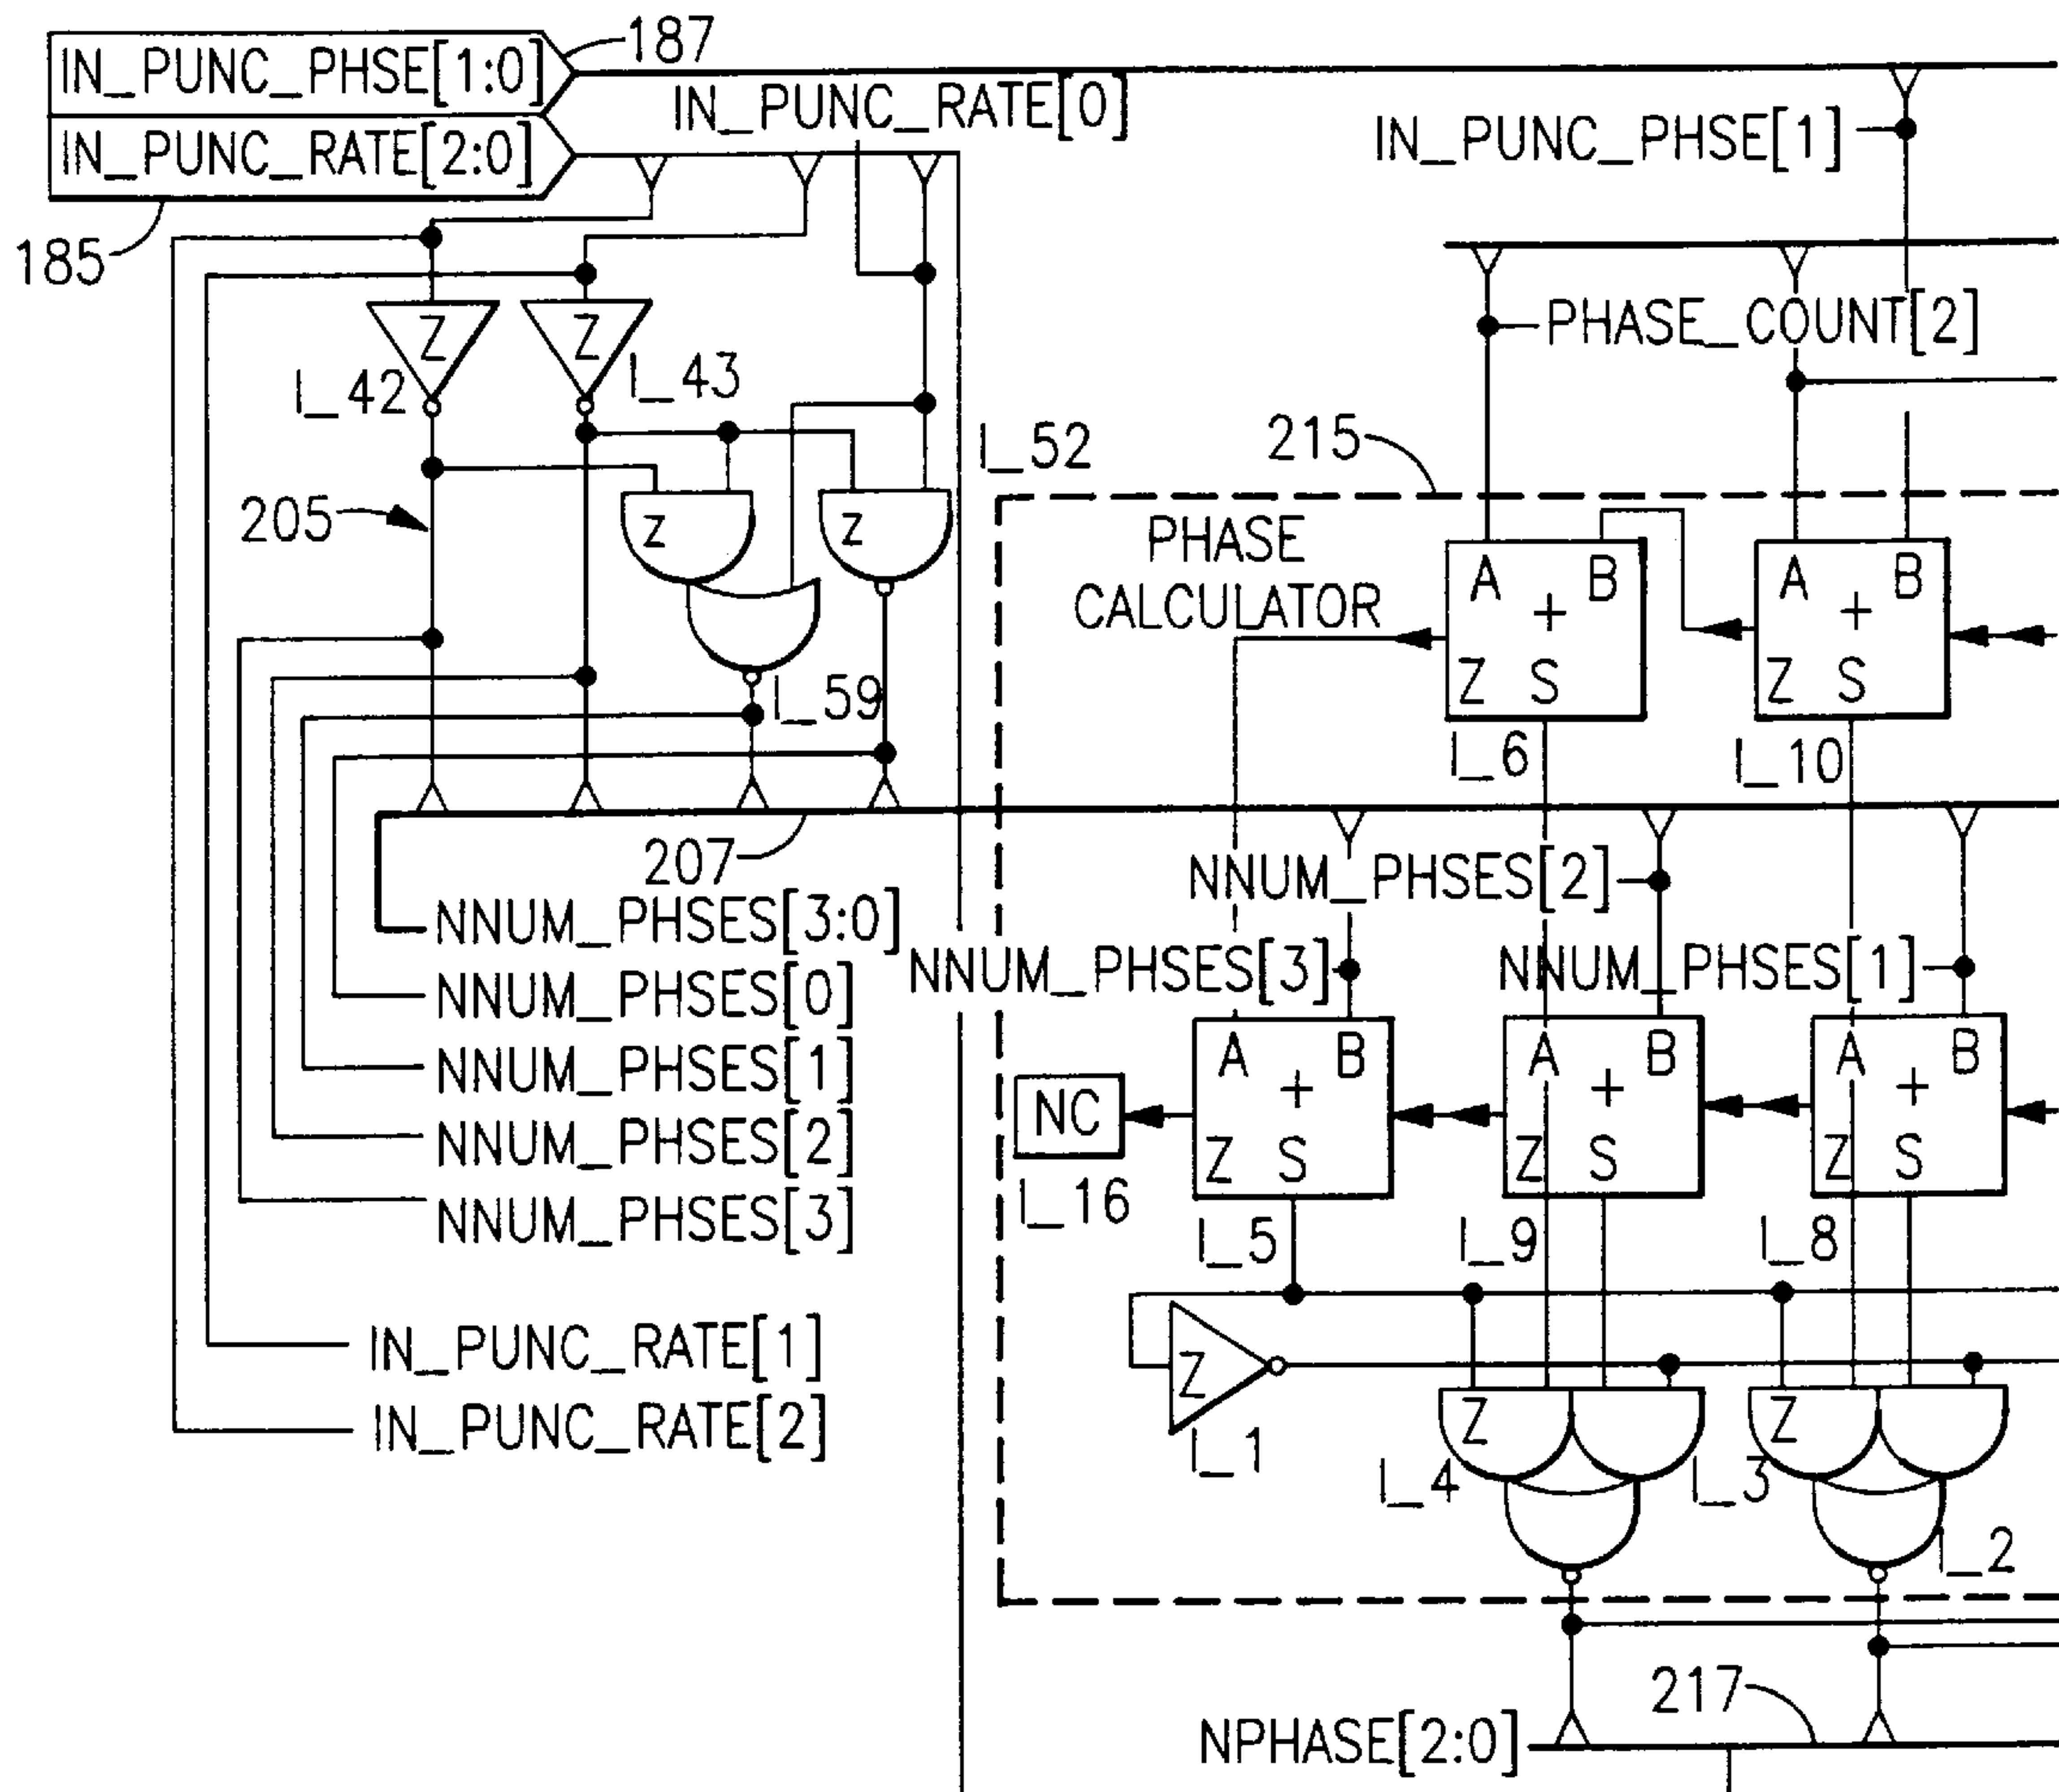 187
IN_PUNC_PHSE[1:0]
IN_PUNC_RATE[0]
IN_PUNC_PHSE[1]
IN_PUNC_RATE[2:0]
185
PHASE_COUNT[2]
Z
Z
I_42
I_43
I_52
215
205
Z
Z
PHASE
CALCULATOR
A B
+
Z S
A B
+
Z S
I_59
I_6
I_10
207
NNUM_PHSES[2]
NNUM_PHSES[3:0]
NNUM_PHSES[3]
NNUM_PHSES[1]
NNUM_PHSES[0]
NNUM_PHSES[1]
NNUM_PHSES[2]
NNUM_PHSES[3]
A B
+
Z S
A B
+
Z S
A B
+
Z S
NC
I_16
I_5
I_9
I_8
IN_PUNC_RATE[1]
IN_PUNC_RATE[2]
Z
I_1
Z
Z
I_4
I_3
I_2
217
NPHASE[2:0]